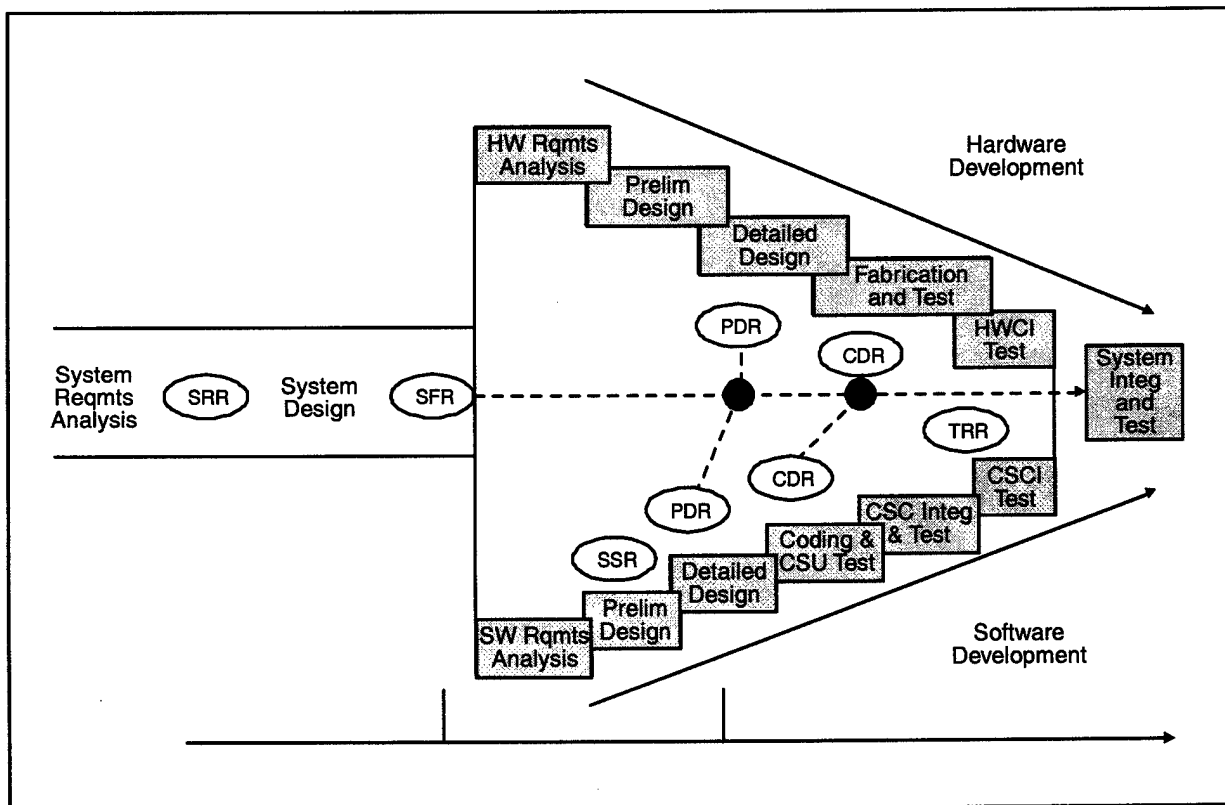 HW Rqmts
Analysis
Hardware
Development
Prelim
Design
Detailed
Design
Fabrication
and Test
PDR
CDR
HWCI
Test
System
Reqmts
Analysis
SRR
System
Design
SFR
System
Integ
and
Test
TRR
CDR
PDR
CSCI
Test
CSC Integ
& Test
Coding &
CSU Test
SSR
Detailed
Design
Prelim
Design
SW Rqmts
Analysis
Software
Development